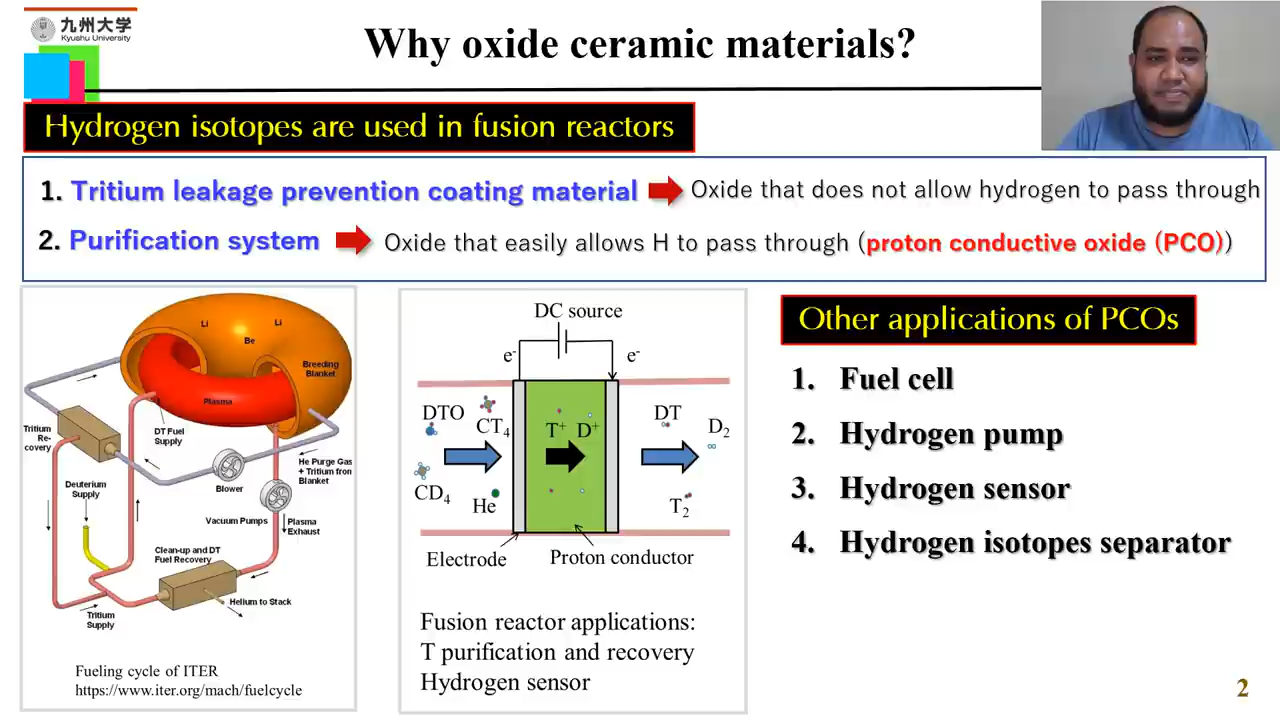 九州大学
Kyushu University
Why oxide ceramic materials?
Hydrogen isotopes are used in fusion reactors
1. Tritium leakage prevention coating material Oxide that does not allow hydrogen to pass through
2. Purification system Oxide that easily allows H to pass through (proton conductive oxide (PCO))
Li
Li
Be
Breeding
Blanket
Plasma
Tritium
Re-
covery
DT Fuel
Supply
He Purge Gas
+ Tritium from
Blanket
Blower
Deuterium
Supply
Vacuum Pumps
Plasma
Exhaust
Clean-up and DT
Fuel Recovery
Helium to Stack
Tritium
Supply
Fueling cycle of ITER
https://www.iter.org/mach/fuelcycle
DC source
e-
e-
DTO
CT4
T+
D+
DT
D2
CD4
He
T2
Electrode
Proton conductor
Fusion reactor applications:
T purification and recovery
Hydrogen sensor
Other applications of PCOs
1. Fuel cell
2. Hydrogen pump
3. Hydrogen sensor
4. Hydrogen isotopes separator
2